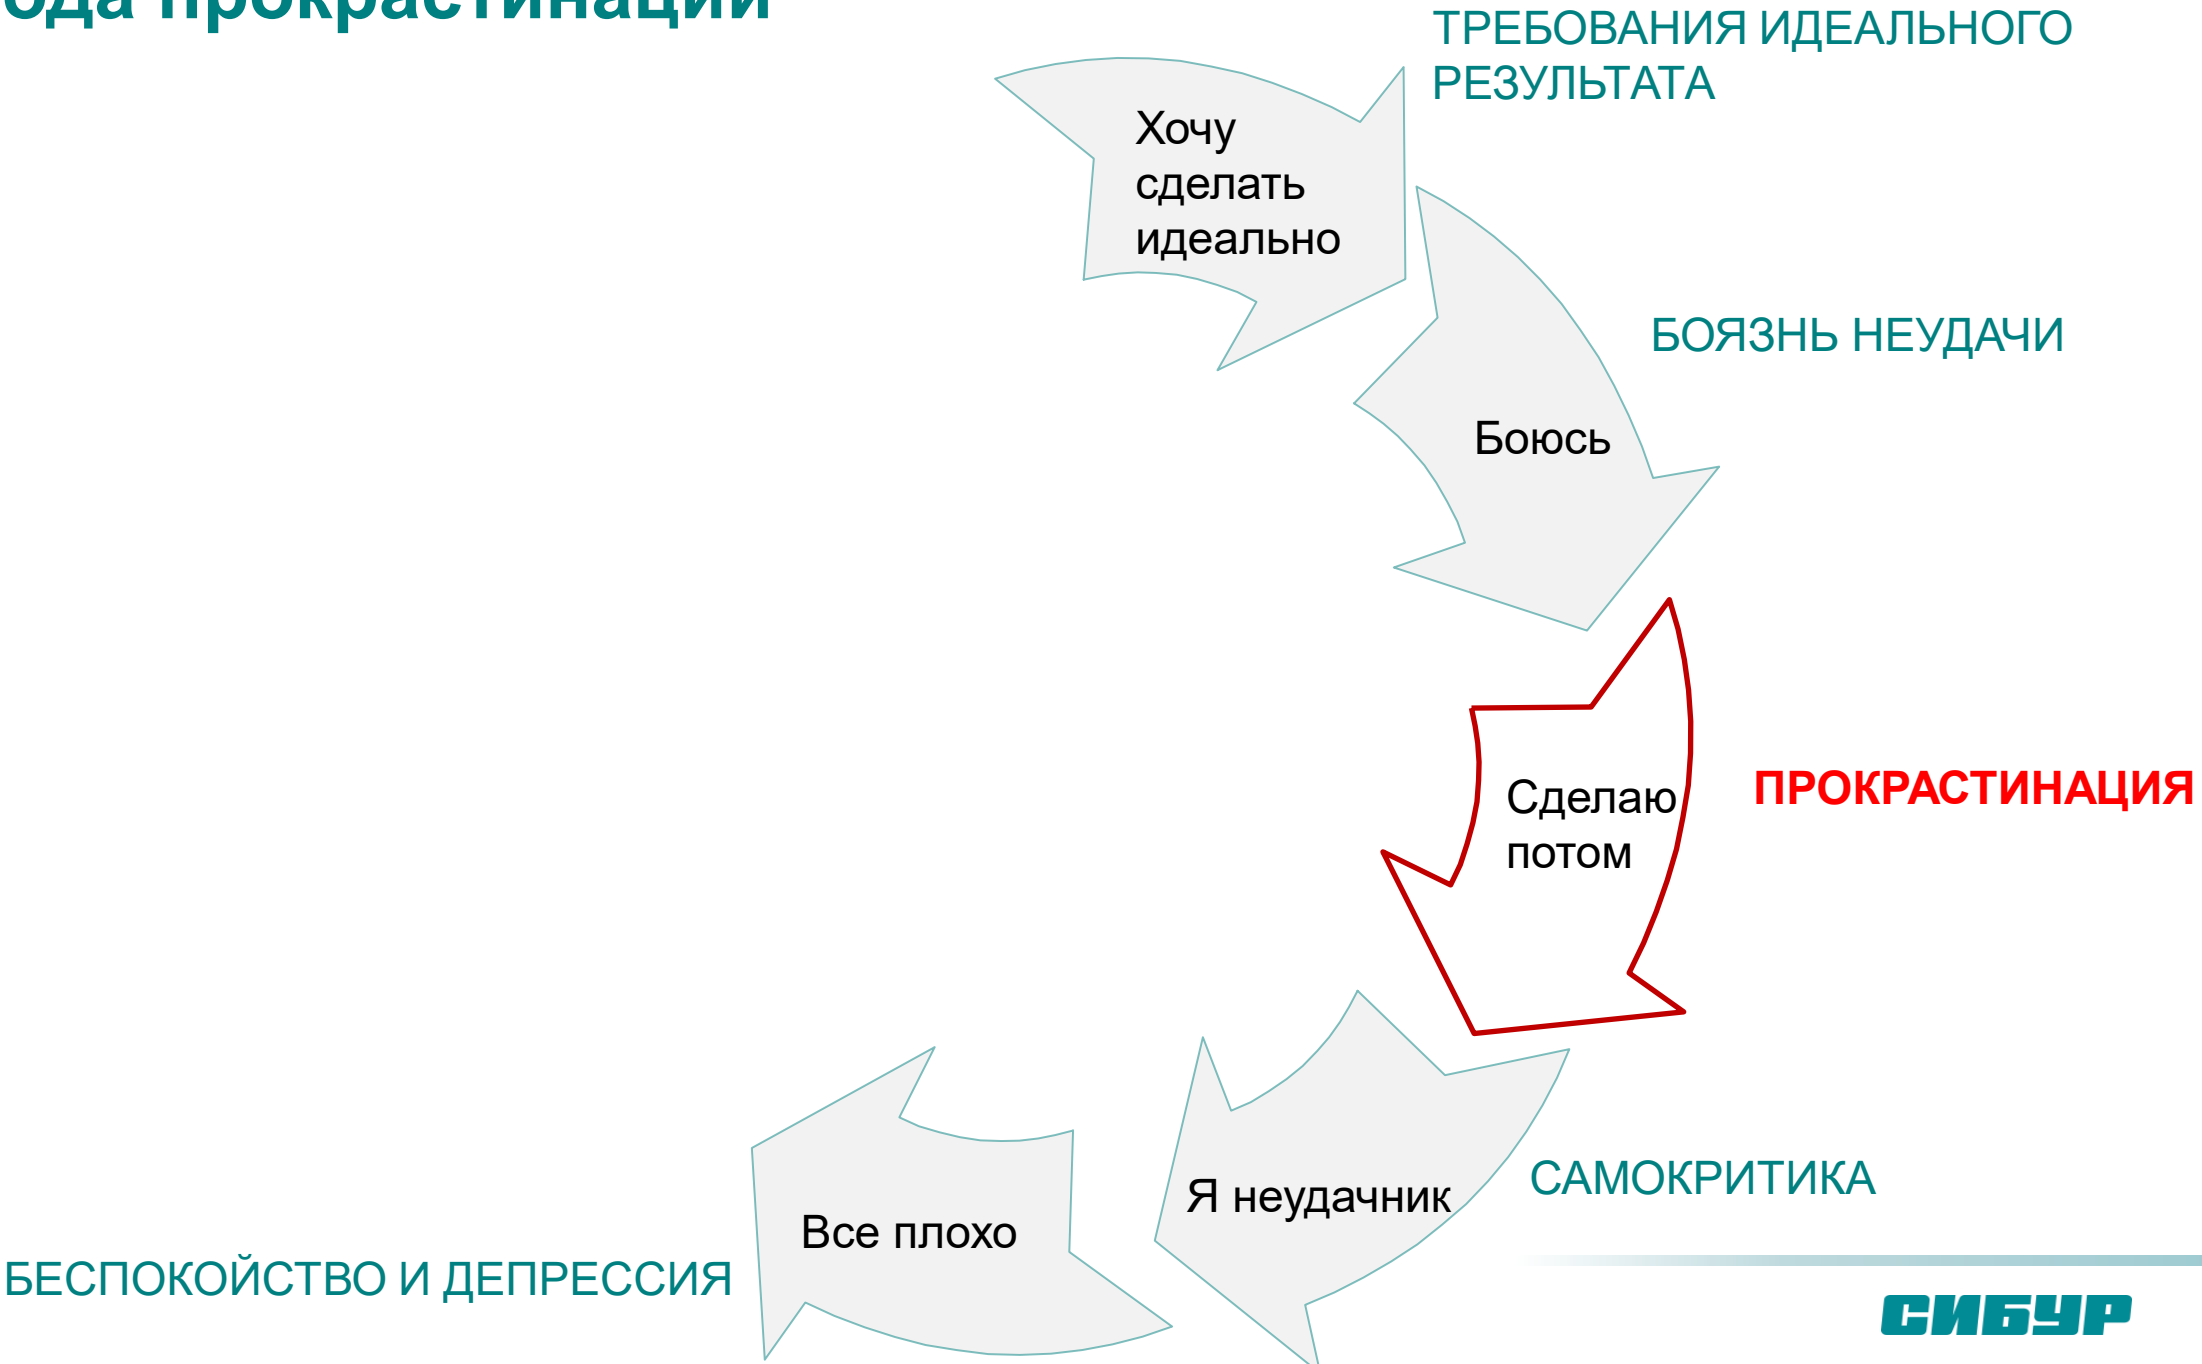 прокрастинации
ТРЕБОВАНИЯ ИДЕАЛЬНОГО
РЕЗУЛЬТАТА
Хочу
сделать
идеально
БОЯЗНЬ НЕУДАЧИ
Боюсь
Сделаю
потом
ПРОКРАСТИНАЦИЯ
Я неудачник
САМОКРИТИКА
Все плохо
БЕСПОКОЙСТВО И ДЕПРЕССИЯ
СИБУР